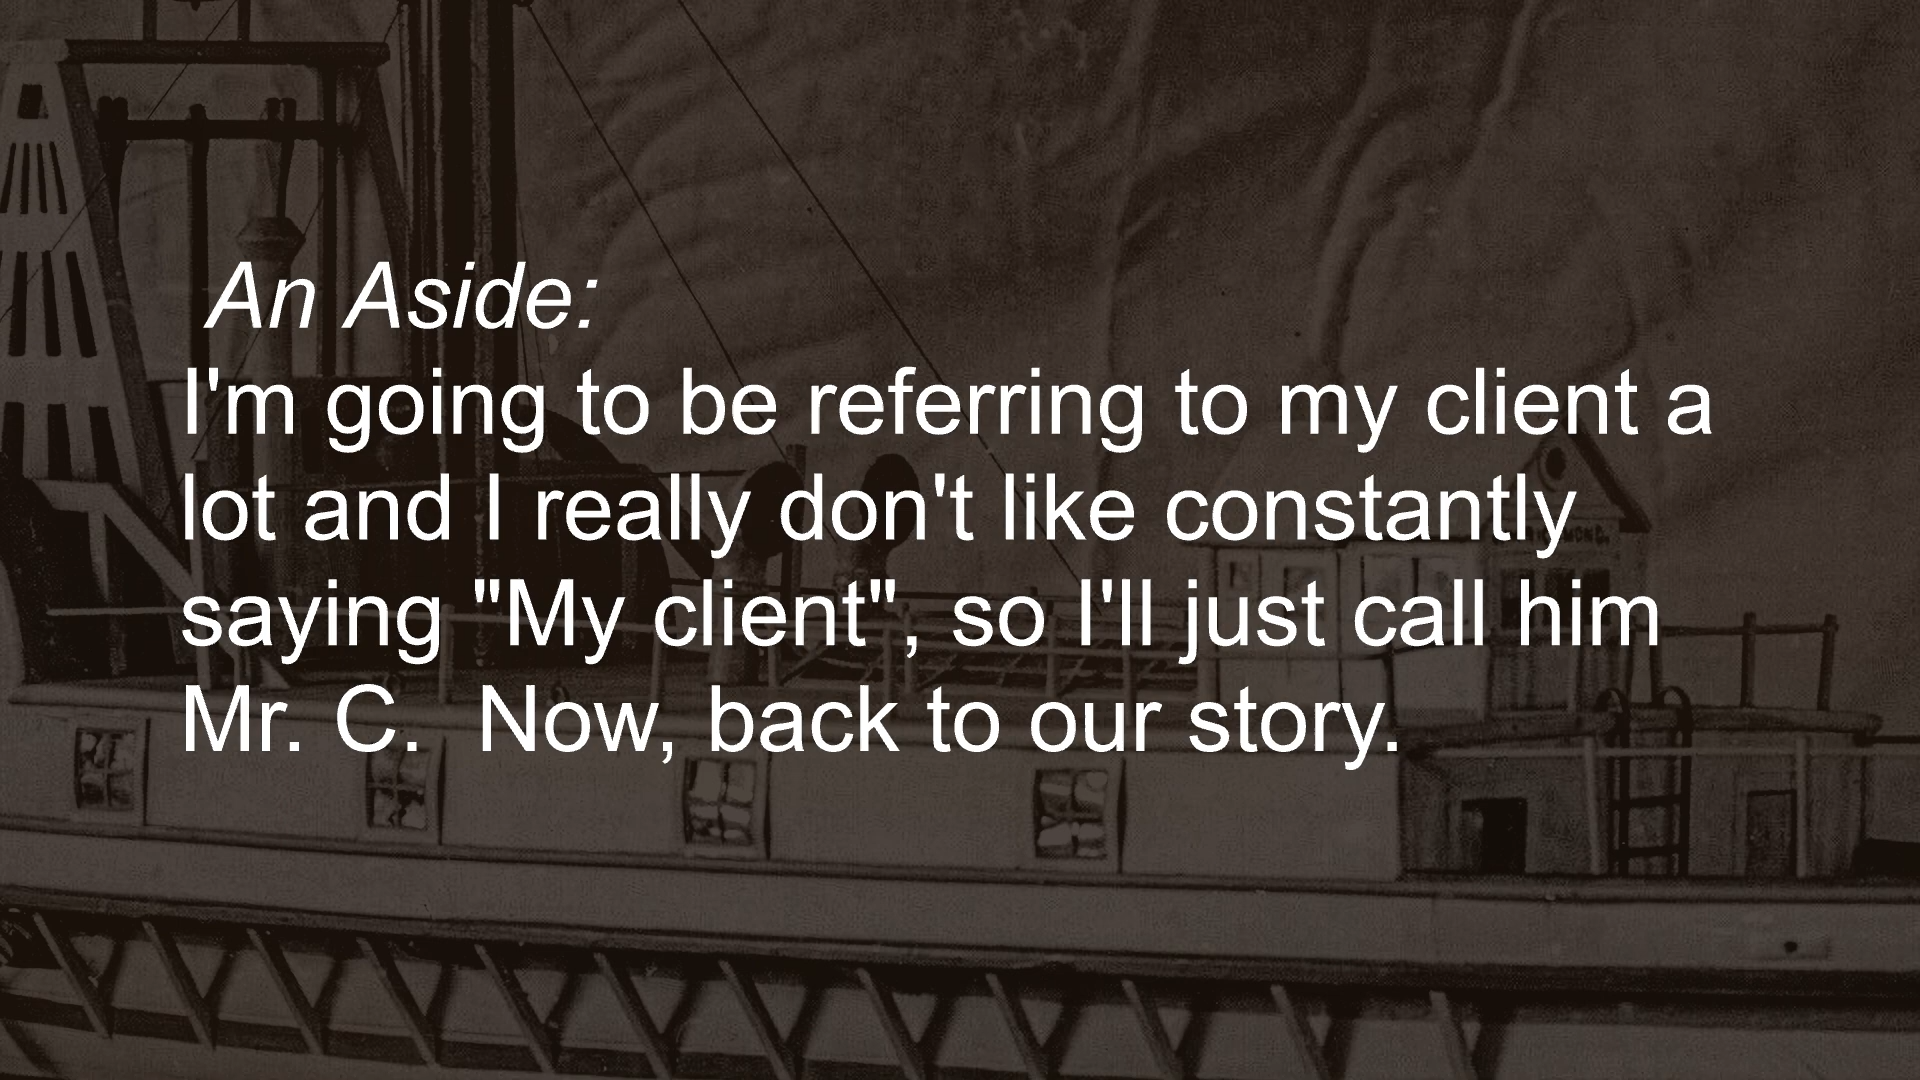 An Aside:
I'm going to be referring to my client a
lot and I really don't like constantly
saying "My client", so I'll just call him
Mr. C.  Now, back to our story.